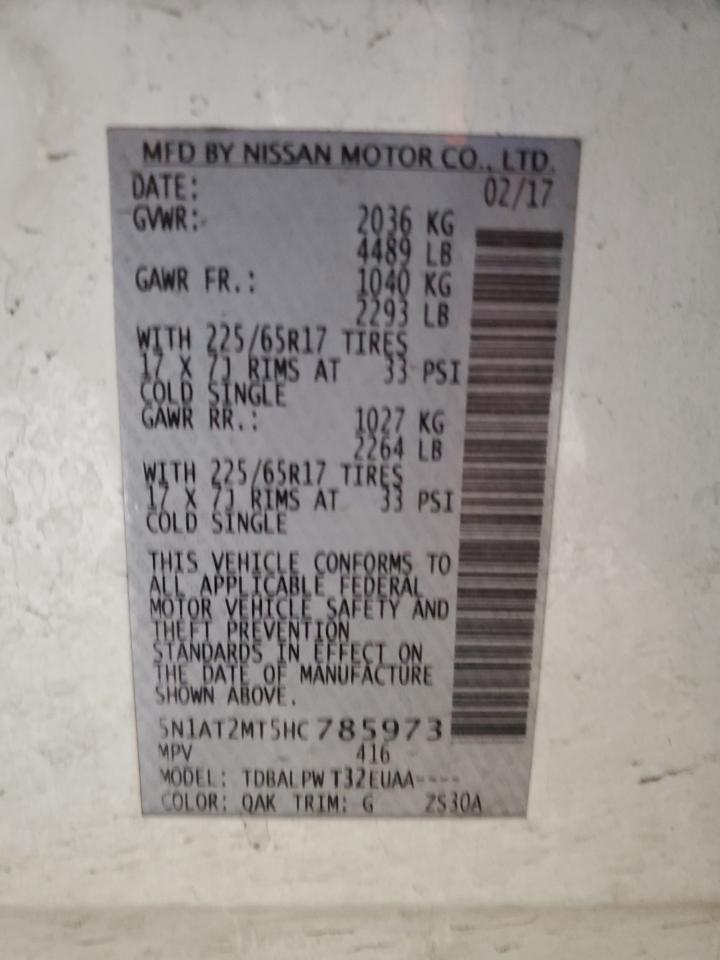 MFD BY NISSAN MOTOR CO., LTD.
DATE: 02/17
GVWR: 2036 KG
4489 LB
GAWR FR.: 1040 KG
2293 LB
WITH 225/65R17 TIRES
17 X 7J RIMS AT 33 PSI
COLD SINGLE
GAWR RR.: 1027 KG
2264 LB
WITH 225/65R17 TIRES
17 X 7J RIMS AT 33 PSI
COLD SINGLE
THIS VEHICLE CONFORMS TO
ALL APPLICABLE FEDERAL
MOTOR VEHICLE SAFETY AND
THEFT PREVENTION
STANDARDS IN EFFECT ON
THE DATE OF MANUFACTURE
SHOWN ABOVE.
5N1AT2MT5HC785973
MPV 416
MODEL: TDBALPW T32EUAA----
COLOR: QAK TRIM: G ZS30A